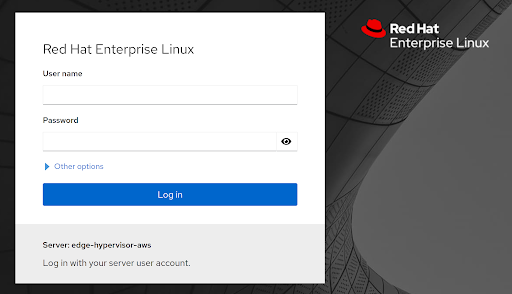 Red Hat Enterprise Linux
User name
Password
Other options
Log in
Server: edge-hypervisor-aws
Log in with your server user account.
Red Hat
Enterprise Linux